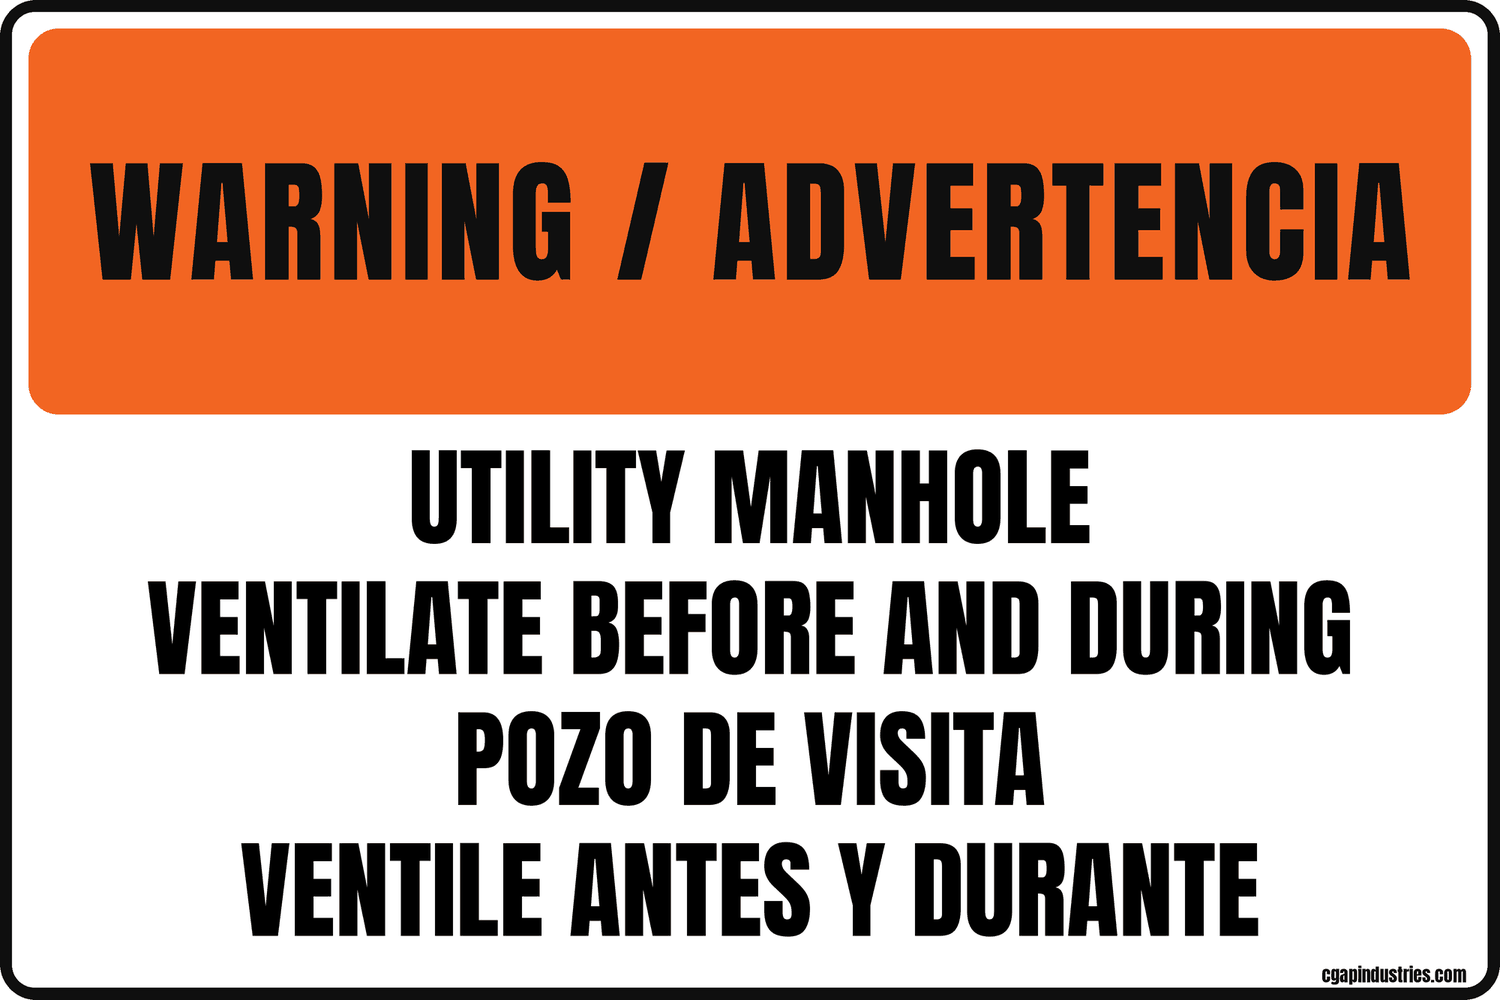 WARNING / ADVERTENCIA
UTILITY MANHOLE
VENTILATE BEFORE AND DURING
POZO DE VISITA
VENTILE ANTES Y DURANTE
cgapindustries.com